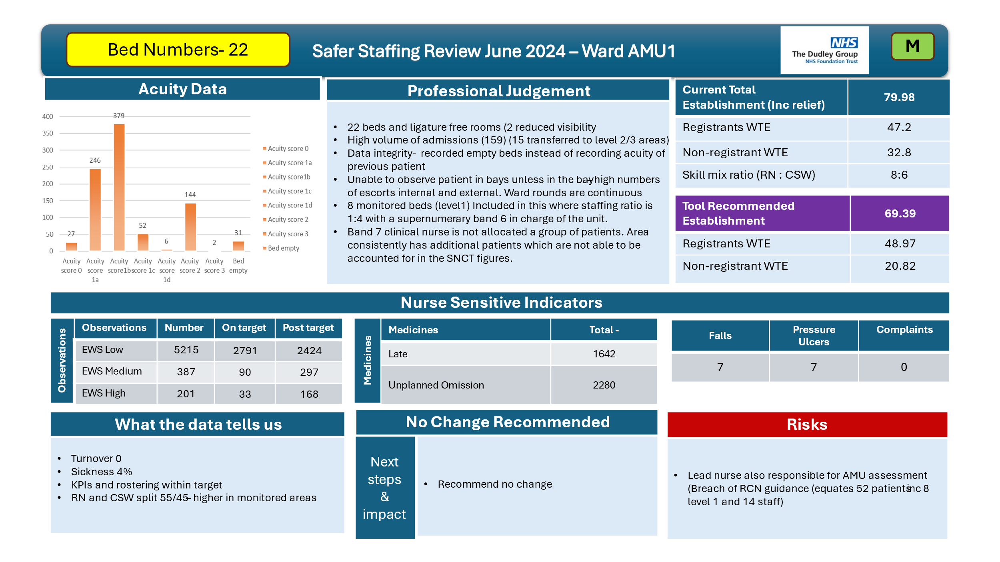 Bed Numbers- 22
Safer Staffing Review June 2024 – Ward AMU1
NHS
The Dudley Group
NHS Foundation Trust
M
Acuity Data
400
350
300
250
200
150
100
50
0
27
246
379
52
6
144
2
31
Acuity score 0
Acuity score 1a
Acuity score1b
Acuity score 1c
Acuity score 1d
Acuity score 2
Acuity score 3
Bed empty
Acuity score 0
Acuity score 1a
Acuity score1b
Acuity score 1c
Acuity score 1d
Acuity score 2
Acuity score 3
Bed empty
Professional Judgement
• 22 beds and ligature free rooms (2 reduced visibility
• High volume of admissions (159) (15 transferred to level 2/3 areas)
• Data integrity- recorded empty beds instead of recording acuity of
previous patient
• Unable to observe patient in bays unless in the bay – high numbers
of escorts internal and external. Ward rounds are continuous
• 8 monitored beds (level1) Included in this where staffing ratio is
1:4 with a supernumerary band 6 in charge of the unit.
• Band 7 clinical nurse is not allocated a group of patients. Area
consistently has additional patients which are not able to be
accounted for in the SNCT figures.
Current Total
Establishment (Inc relief)
79.98
Registrants WTE 47.2
Non-registrant WTE 32.8
Skill mix ratio (RN : CSW) 8:6
Tool Recommended
Establishment
69.39
Registrants WTE 48.97
Non-registrant WTE 20.82
Nurse Sensitive Indicators
Observations
Observations Number On target Post target
EWS Low 5215 2791 2424
EWS Medium 387 90 297
EWS High 201 33 168
Medicines
Medicines Total -
Late 1642
Unplanned Omission 2280
Falls Pressure Ulcers Complaints
7 7 0
What the data tells us
• Turnover 0
• Sickness 4%
• KPIs and rostering within target
• RN and CSW split 55/45 – higher in monitored areas
No Change Recommended
Next
steps
&
impact
• Recommend no change
Risks
• Lead nurse also responsible for AMU assessment
(Breach of RCN guidance (equates 52 patients inc 8
level 1 and 14 staff)